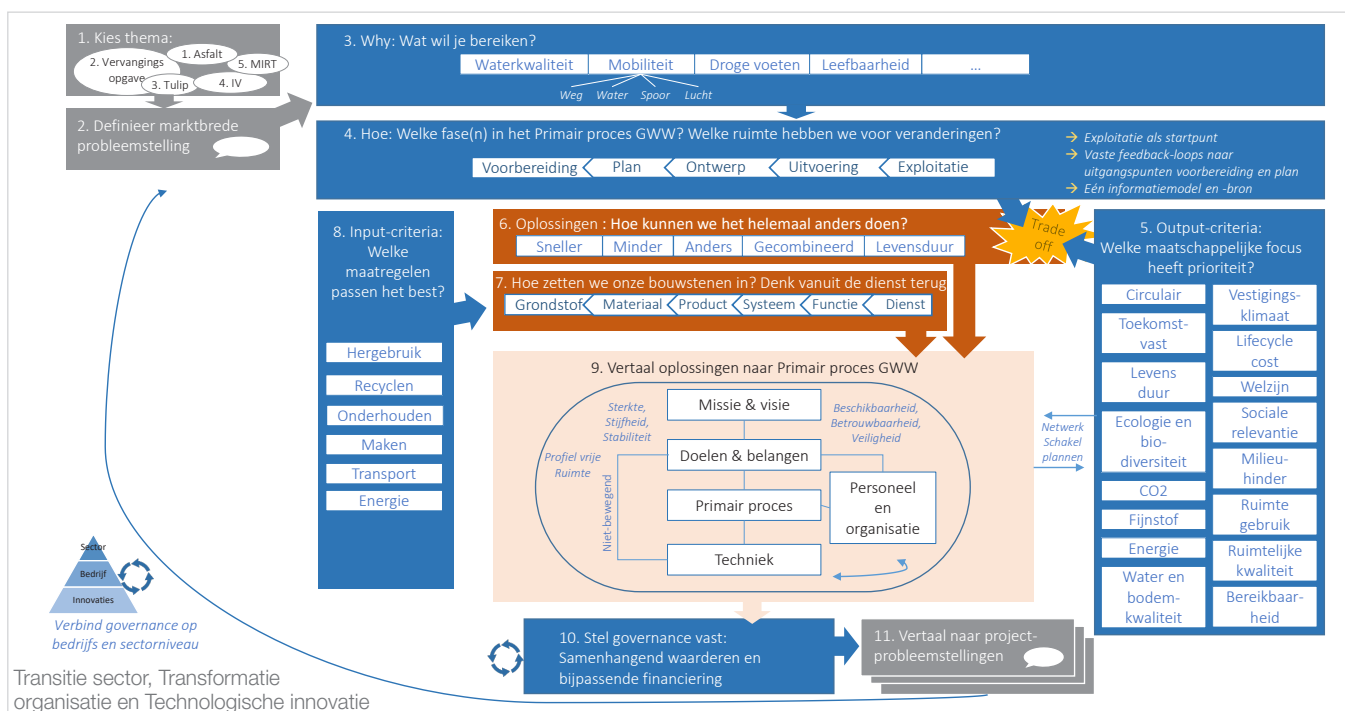 1. Kies thema:
1. Asfalt
2. Vervangings
opgave
5. MIRT
3. Tulip
4. IV
2. Definieer marktbrede
probleemstelling
3. Why: Wat wil je bereiken?
Waterkwaliteit
Mobiliteit
Droge voeten
Leefbaarheid
...
Weg
Water
Spoor
Lucht
4. Hoe: Welke fase(n) in het Primair proces GWW? Welke ruimte hebben we voor veranderingen?
Voorbereiding
Plan
Ontwerp
Uitvoering
Exploitatie
→ Exploitatie als startpunt
→ Vaste feedback-loops naar
uitgangspunten voorbereiding en plan
→ Eén informatiemodel en -bron
8. Input-criteria:
Welke
maatregelen
passen het best?
Hergebruik
Recyclen
Onderhouden
Maken
Transport
Energie
6. Oplossingen : Hoe kunnen we het helemaal anders doen?
Sneller
Minder
Anders
Gecombineerd
Levensduur
Trade
off
7. Hoe zetten we onze bouwstenen in? Denk vanuit de dienst terug
Grondstof
Materiaal
Product
Systeem
Functie
Dienst
5. Output-criteria:
Welke maatschappelijke focus
heeft prioriteit?
Circulair
Toekomst-
vast
Levens
duur
Ecologie en
bio-
diversiteit
CO2
Fijnstof
Energie
Water en
bodem-
kwaliteit
Vestigings-
klimaat
Lifecycle
cost
Welzijn
Sociale
relevantie
Milieu-
hinder
Ruimte
gebruik
Ruimtelijke
kwaliteit
Bereikbaar-
heid
9. Vertaal oplossingen naar Primair proces GWW
Sterkte,
Stijfheid,
Stabiliteit
Missie & visie
Beschikbaarheid,
Betrouwbaarheid,
Veiligheid
Profiel vrije
Ruimte
Doelen & belangen
Niet-bewegend
Primair proces
Personeel
en
organisatie
Techniek
Netwerk
Schakel
plannen
Sector
Bedrijf
Innovaties
Verbind governance op
bedrijfs en sectorniveau
10. Stel governance vast:
Samenhangend waarderen en
bijpassende financiering
11. Vertaal naar project-
probleemstellingen
Transitie sector, Transformatie
organisatie en Technologische innovatie